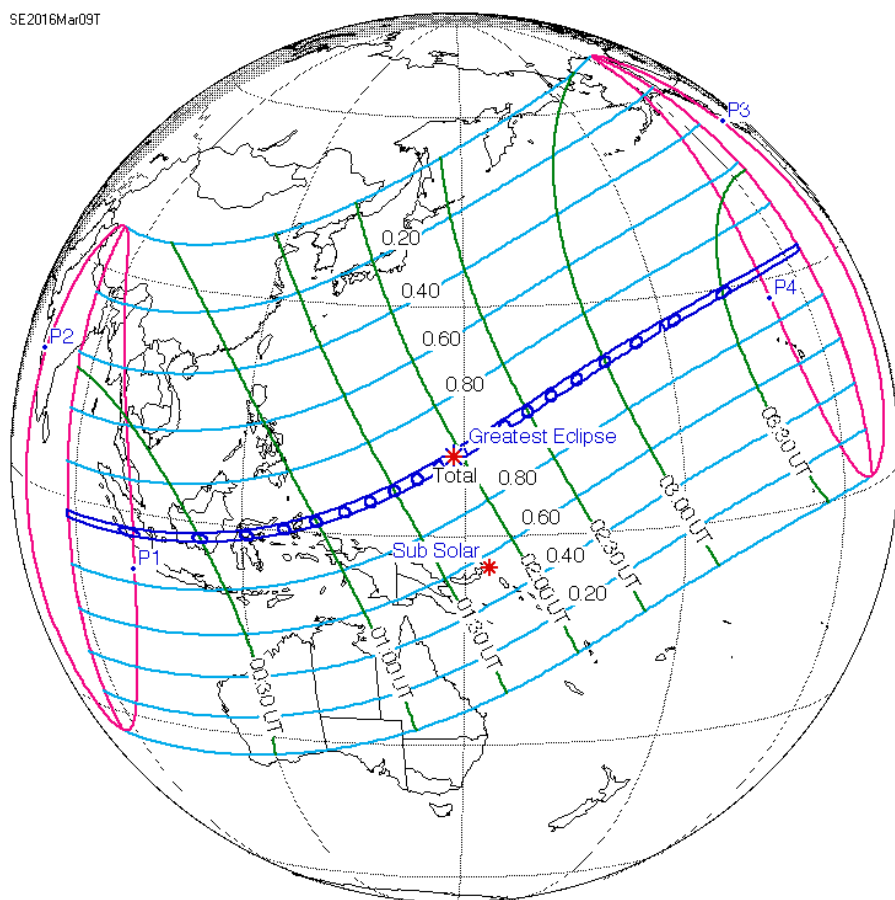 SE2016Mar09T
P3
0.20
P4
0.40
P2
0.60
0.80
Greatest Eclipse
Total
0.80
03:30 UT
0.60
03:00 UT
Sub Solar
0.40
02:30 UT
P1
0.20
02:00 UT
01:30 UT
01:00 UT
00:30 UT